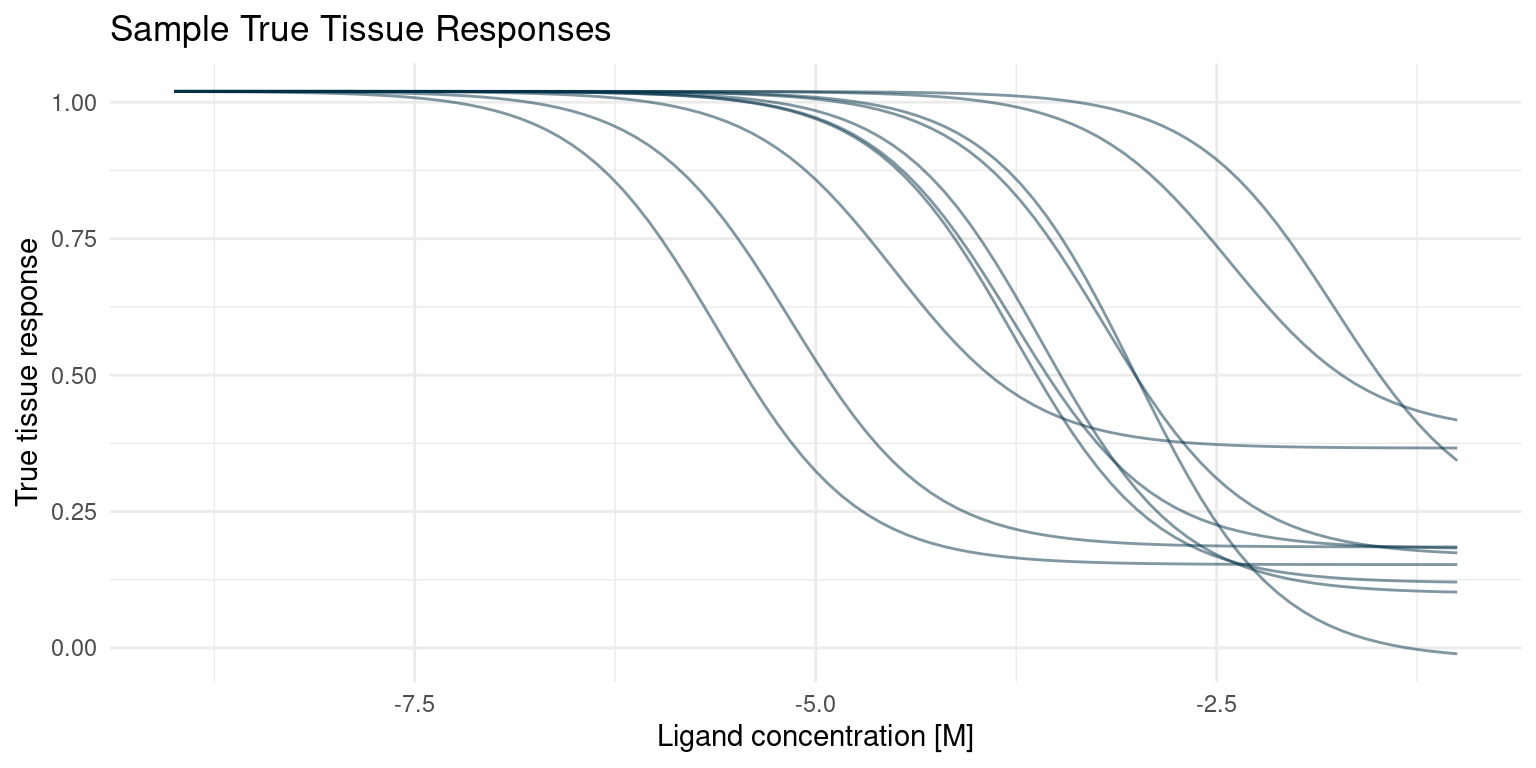 Sample True Tissue Responses
True tissue response
1.00
0.75
0.50
0.25
0.00
-7.5
-5.0
-2.5
Ligand concentration [M]